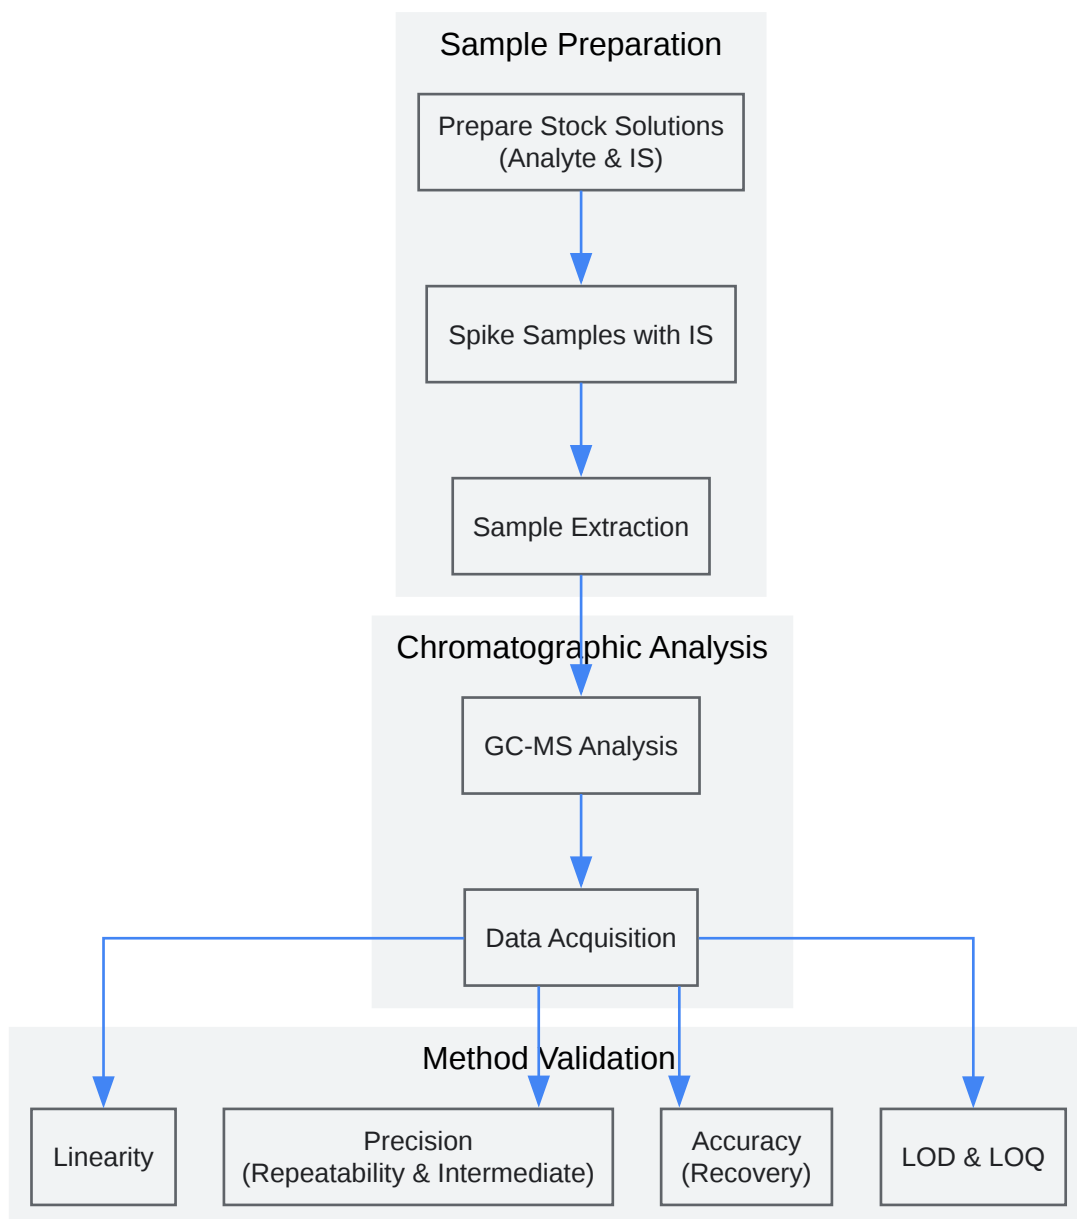 Sample Preparation
Prepare Stock Solutions
(Analyte & IS)
Spike Samples with IS
Sample Extraction
Chromatographic Analysis
GC-MS Analysis
Data Acquisition
Method Validation
Linearity
Precision
(Repeatability & Intermediate)
Accuracy
(Recovery)
LOD & LOQ